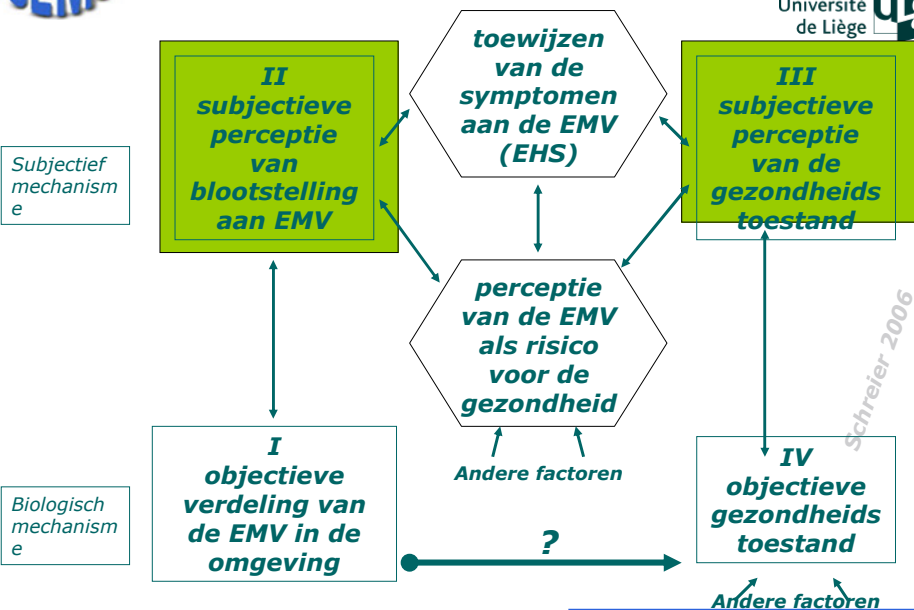 Université
de Liège
toewijzen
van de
symptomen
aan de EMV
(EHS)
II
subjectieve
perceptie
van
blootstelling
aan EMV
III
subjectieve
perceptie
van de
gezondheids
toestand
Subjectief
mechanism
e
perceptie
van de EMV
als risico
voor de
gezondheid
Schreier 2006
Andere factoren
I
objectieve
verdeling van
de EMV in de
omgeving
IV
objectieve
gezondheids
toestand
Biologisch
mechanism
e
?
Andere factoren